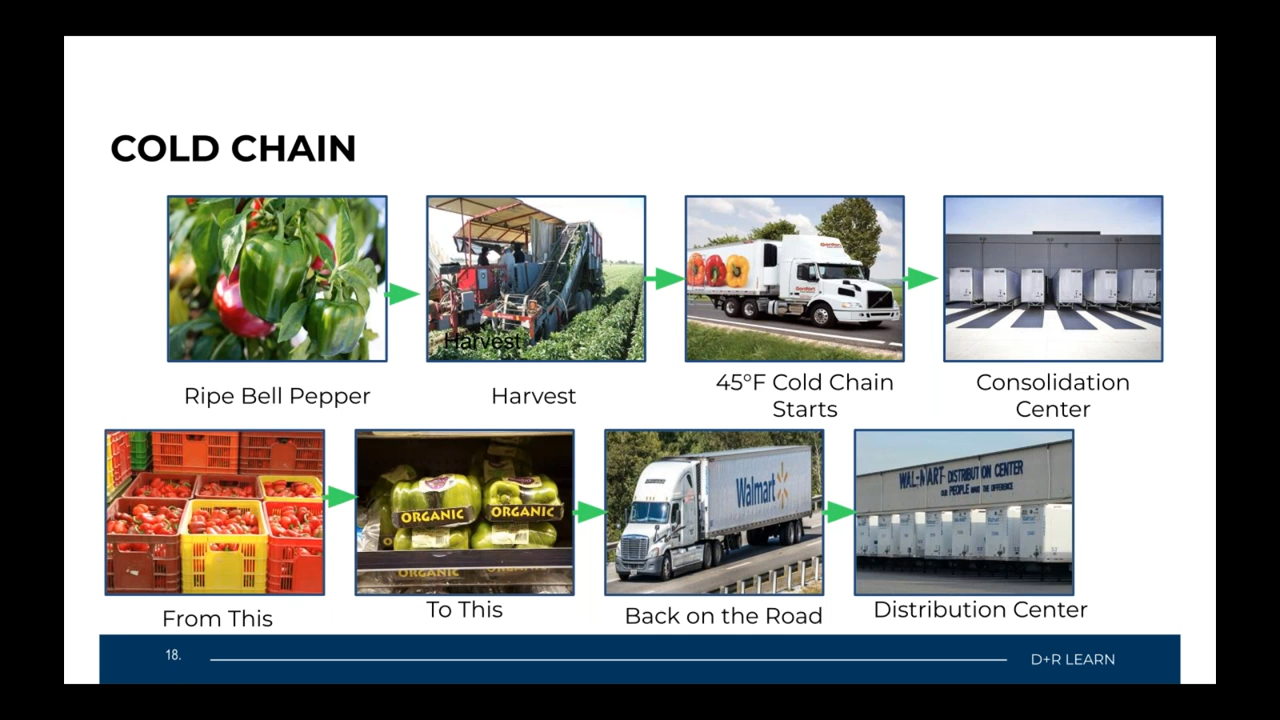 COLD CHAIN
Harvest
Ripe Bell Pepper
Harvest
45°F Cold Chain
Starts
Consolidation
Center
ORGANIC
ORGANIC
ORGANIC
Walmart
WAL-MART DISTRIBUTION CENTER
OUR PEOPLE MAKE THE DIFFERENCE
From This
To This
Back on the Road
Distribution Center
18.
D+R LEARN